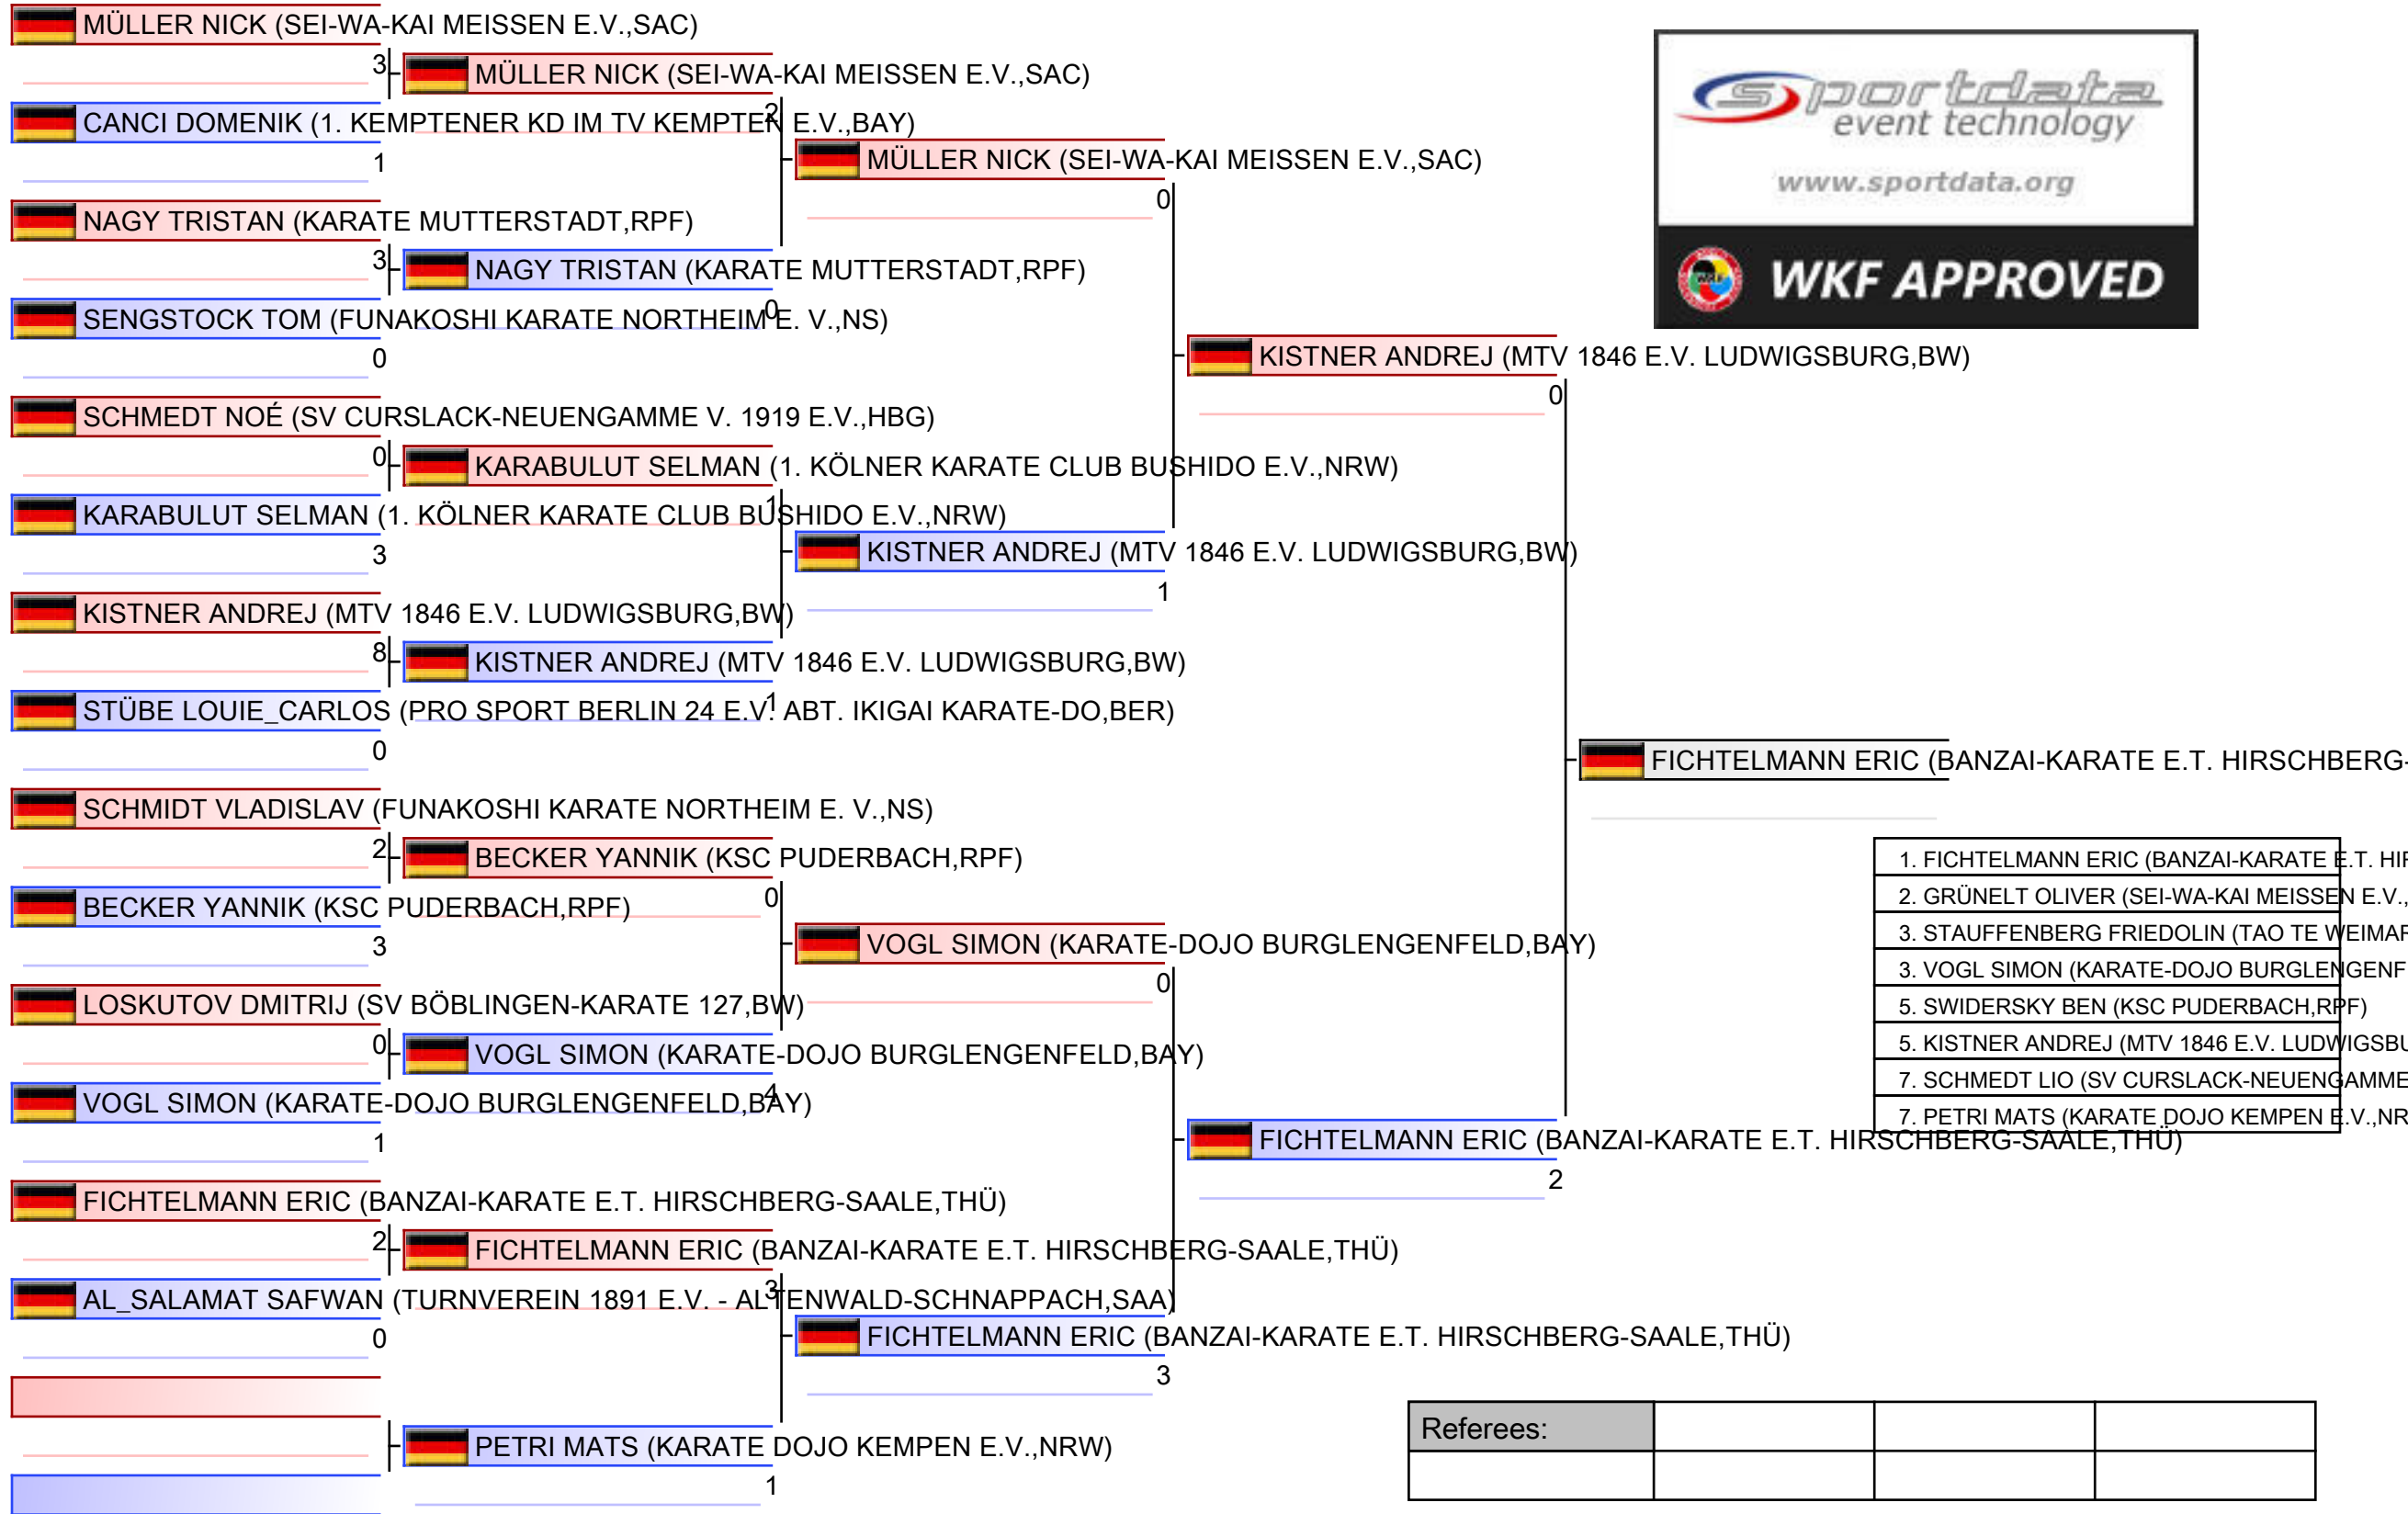 MÜLLER NICK (SEI-WA-KAI MEISSEN E.V.,SAC)
3
MÜLLER NICK (SEI-WA-KAI MEISSEN E.V.,SAC)
2
CANCI DOMENIK (1. KEMPTENER KD IM TV KEMPTEN E.V.,BAY)
1
MÜLLER NICK (SEI-WA-KAI MEISSEN E.V.,SAC)
0
NAGY TRISTAN (KARATE MUTTERSTADT,RPF)
3
NAGY TRISTAN (KARATE MUTTERSTADT,RPF)
0
SENGSTOCK TOM (FUNAKOSHI KARATE NORTHEIM E. V.,NS)
0
sportdata
event technology
www.sportdata.org
WKF APPROVED
KISTNER ANDREJ (MTV 1846 E.V. LUDWIGSBURG,BW)
0
SCHMEDT NOÉ (SV CURSLACK-NEUENGAMME V. 1919 E.V.,HBG)
0
KARABULUT SELMAN (1. KÖLNER KARATE CLUB BUSHIDO E.V.,NRW)
1
KARABULUT SELMAN (1. KÖLNER KARATE CLUB BUSHIDO E.V.,NRW)
3
KISTNER ANDREJ (MTV 1846 E.V. LUDWIGSBURG,BW)
1
KISTNER ANDREJ (MTV 1846 E.V. LUDWIGSBURG,BW)
8
KISTNER ANDREJ (MTV 1846 E.V. LUDWIGSBURG,BW)
1
STÜBE LOUIE_CARLOS (PRO SPORT BERLIN 24 E.V. ABT. IKIGAI KARATE-DO,BER)
0
FICHTELMANN ERIC (BANZAI-KARATE E.T. HIRSCHBERG-
SCHMIDT VLADISLAV (FUNAKOSHI KARATE NORTHEIM E. V.,NS)
2
BECKER YANNIK (KSC PUDERBACH,RPF)
0
BECKER YANNIK (KSC PUDERBACH,RPF)
3
VOGL SIMON (KARATE-DOJO BURGLENGENFELD,BAY)
0
LOSKUTOV DMITRIJ (SV BÖBLINGEN-KARATE 127,BW)
0
VOGL SIMON (KARATE-DOJO BURGLENGENFELD,BAY)
4
VOGL SIMON (KARATE-DOJO BURGLENGENFELD,BAY)
1
1. FICHTELMANN ERIC (BANZAI-KARATE E.T. HIR
2. GRÜNELT OLIVER (SEI-WA-KAI MEISSEN E.V.,
3. STAUFFENBERG FRIEDOLIN (TAO TE WEIMAR
3. VOGL SIMON (KARATE-DOJO BURGLENGENF
5. SWIDERSKY BEN (KSC PUDERBACH,RPF)
5. KISTNER ANDREJ (MTV 1846 E.V. LUDWIGSBU
7. SCHMEDT LIO (SV CURSLACK-NEUENGAMME
7. PETRI MATS (KARATE DOJO KEMPEN E.V.,NR
FICHTELMANN ERIC (BANZAI-KARATE E.T. HIRSCHBERG-SAALE,THÜ)
2
FICHTELMANN ERIC (BANZAI-KARATE E.T. HIRSCHBERG-SAALE,THÜ)
2
FICHTELMANN ERIC (BANZAI-KARATE E.T. HIRSCHBERG-SAALE,THÜ)
3
AL_SALAMAT SAFWAN (TURNVEREIN 1891 E.V. - ALTENWALD-SCHNAPPACH,SAA)
0
FICHTELMANN ERIC (BANZAI-KARATE E.T. HIRSCHBERG-SAALE,THÜ)
3
PETRI MATS (KARATE DOJO KEMPEN E.V.,NRW)
1
Referees: